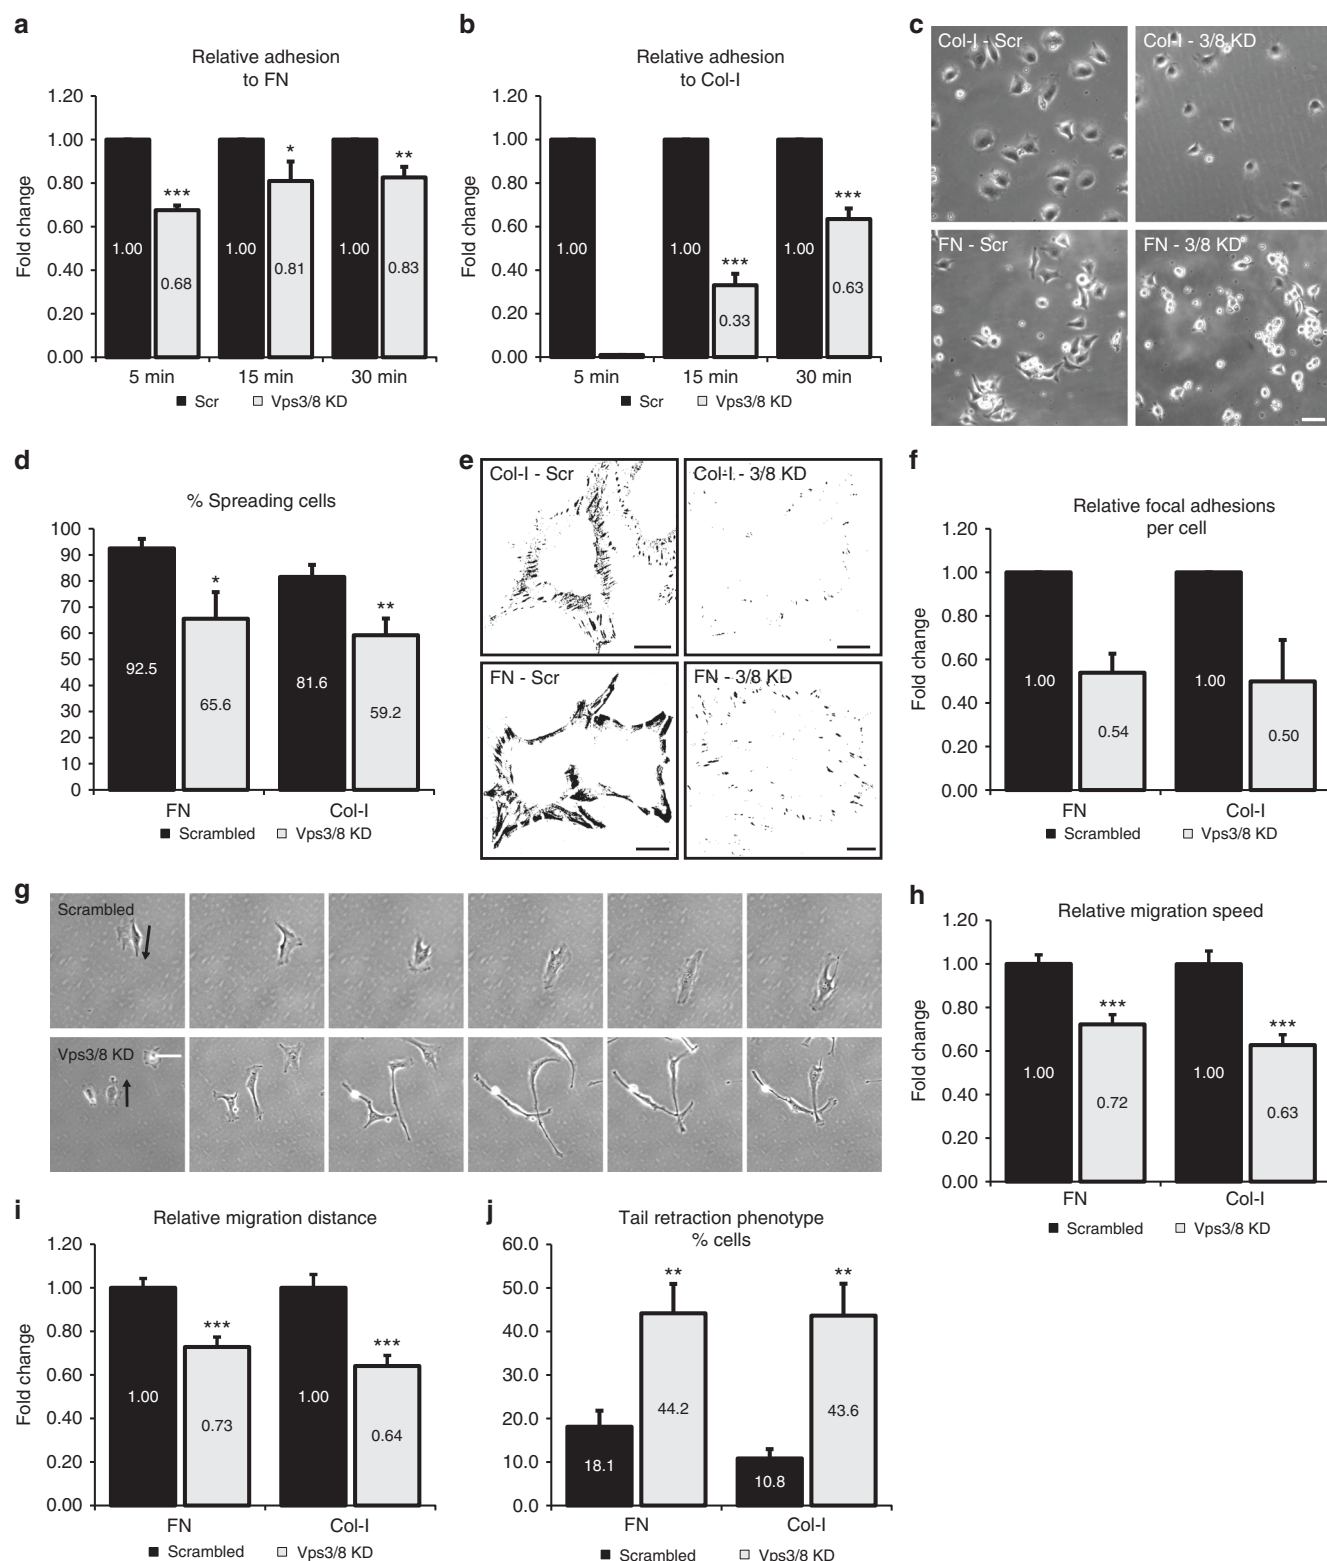 a
Relative adhesion
to FN
Fold change
1.20
1.00
0.80
0.60
0.40
0.20
0.00
1.00
***
0.68
1.00
*
0.81
1.00
**
0.83
5 min 15 min 30 min
Scr Vps3/8 KD
b
Relative adhesion
to Col-I
Fold change
1.20
1.00
0.80
0.60
0.40
0.20
0.00
1.00
1.00
***
0.33
1.00
***
0.63
5 min 15 min 30 min
Scr Vps3/8 KD
c
Col-I - Scr
Col-I - 3/8 KD
FN - Scr
FN - 3/8 KD
d
% Spreading cells
100
90
80
70
60
50
40
30
20
10
0
92.5
*
65.6
81.6
**
59.2
FN Col-I
Scrambled Vps3/8 KD
e
Col-I - Scr
Col-I - 3/8 KD
FN - Scr
FN - 3/8 KD
f
Relative focal adhesions
per cell
Fold change
1.20
1.00
0.80
0.60
0.40
0.20
0.00
1.00
0.54
1.00
0.50
FN Col-I
Scrambled Vps3/8 KD
g
Scrambled
Vps3/8 KD
h
Relative migration speed
Fold change
1.20
1.00
0.80
0.60
0.40
0.20
0.00
1.00
***
0.72
1.00
***
0.63
FN Col-I
Scrambled Vps3/8 KD
i
Relative migration distance
Fold change
1.20
1.00
0.80
0.60
0.40
0.20
0.00
1.00
***
0.73
1.00
***
0.64
FN Col-I
Scrambled Vps3/8 KD
j
Tail retraction phenotype
% cells
60.0
50.0
40.0
30.0
20.0
10.0
0.0
18.1
**
44.2
10.8
**
43.6
FN Col-I
Scrambled Vps3/8 KD